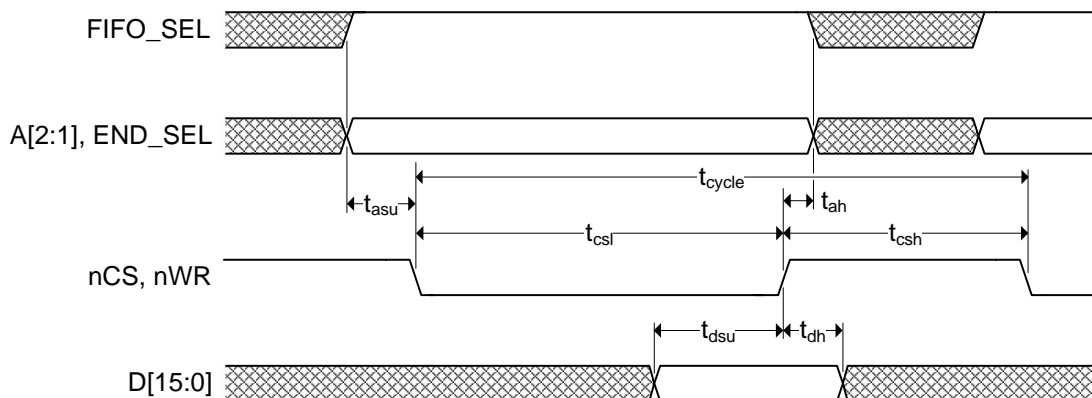 FIFO_SEL
A[2:1], END_SEL
tcycle
tasu
tah
tcsl
tcsh
nCS, nWR
tdsu
tdh
D[15:0]